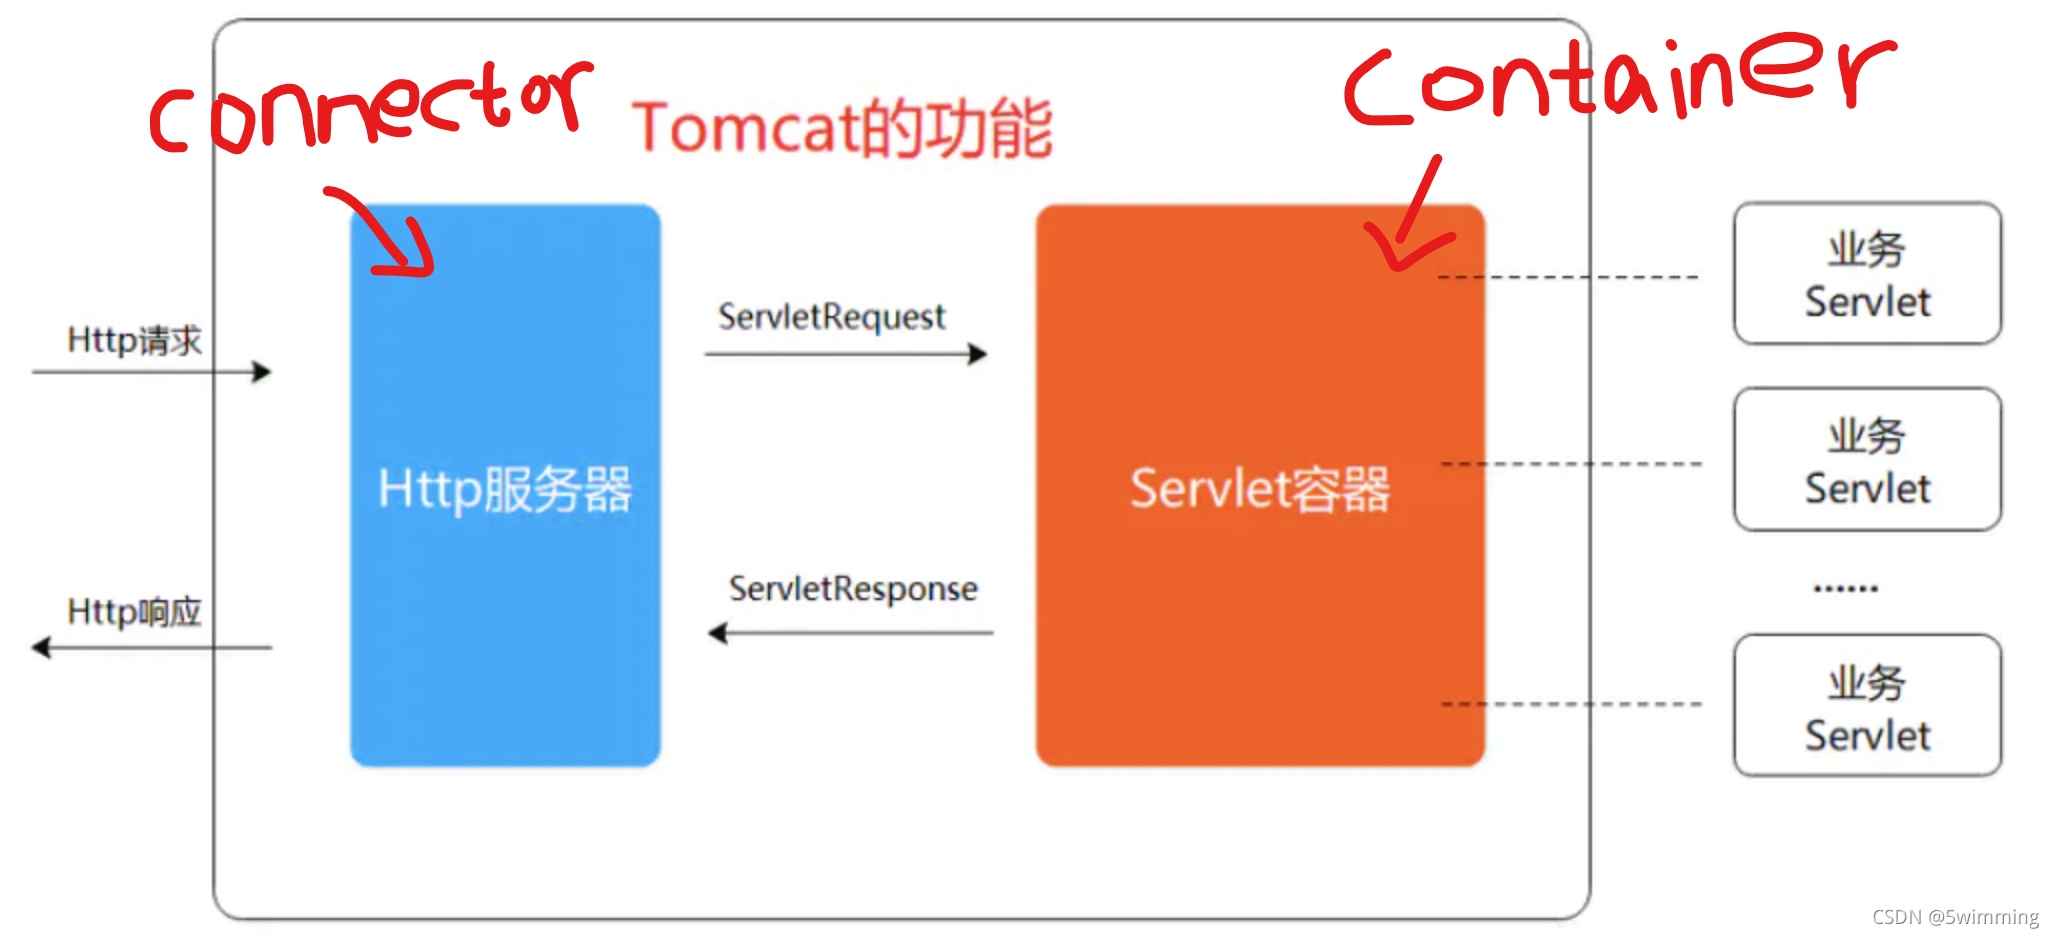 connector
Container
Tomcat的功能
Http请求
Http响应
Http服务器
ServletRequest
ServletResponse
Servlet容器
业务
Servlet
业务
Servlet
......
业务
Servlet
CSDN @5wimming